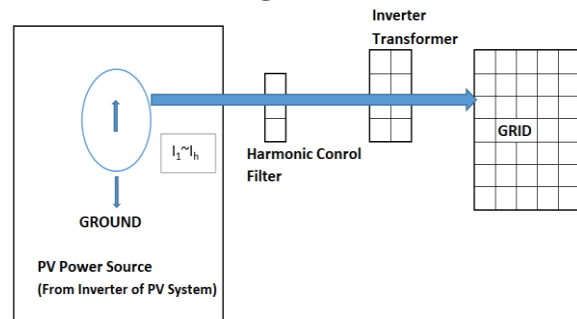 Inverter
Transformer
GRID
I₁~Iₕ
Harmonic Conrol
Filter
GROUND
PV Power Source
(From Inverter of PV System)